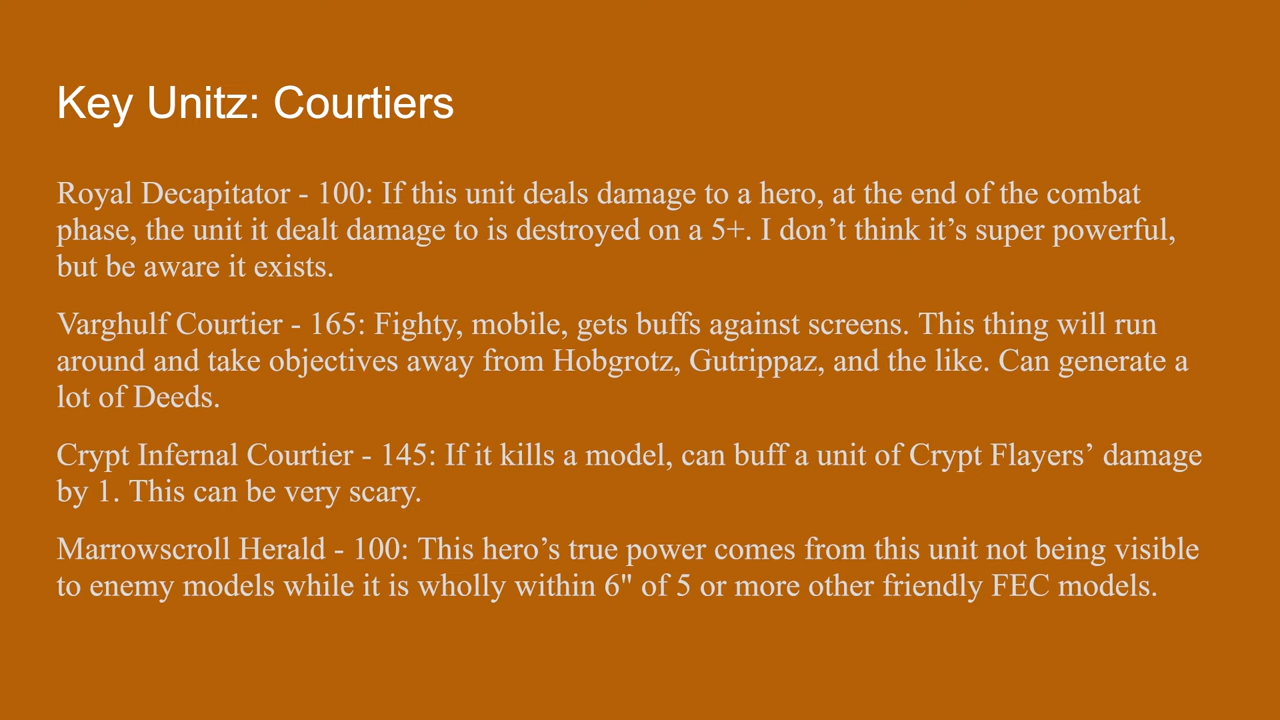 Key Unitz: Courtiers
Royal Decapitator - 100: If this unit deals damage to a hero, at the end of the combat
phase, the unit it dealt damage to is destroyed on a 5+. I don’t think it’s super powerful,
but be aware it exists.
Varghulf Courtier - 165: Fighty, mobile, gets buffs against screens. This thing will run
around and take objectives away from Hobgrotz, Gutrippaz, and the like. Can generate a
lot of Deeds.
Crypt Infernal Courtier - 145: If it kills a model, can buff a unit of Crypt Flayers’ damage
by 1. This can be very scary.
Marrowscroll Herald - 100: This hero’s true power comes from this unit not being visible
to enemy models while it is wholly within 6" of 5 or more other friendly FEC models.